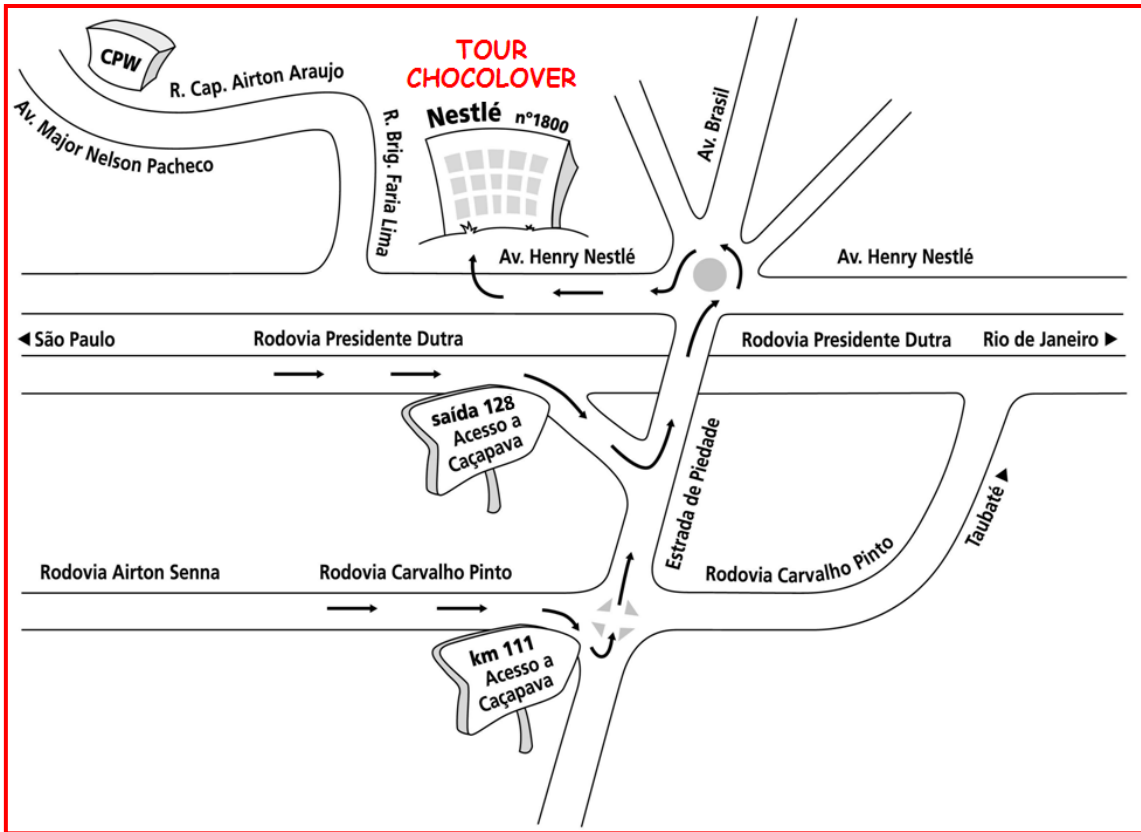 TOUR
CHOCOLOVER
CPW
R. Cap. Airton Araujo
Av. Major Nelson Pacheco
R. Brig. Faria Lima
Nestlé nº1800
Av. Brasil
Av. Henry Nestlé
Av. Henry Nestlé
◄ São Paulo
Rodovia Presidente Dutra
Rodovia Presidente Dutra
Rio de Janeiro ►
saída 128
Acesso a
Caçapava
Estrada de Piedade
Taubaté ▲
Rodovia Airton Senna
Rodovia Carvalho Pinto
Rodovia Carvalho Pinto
km 111
Acesso a
Caçapava